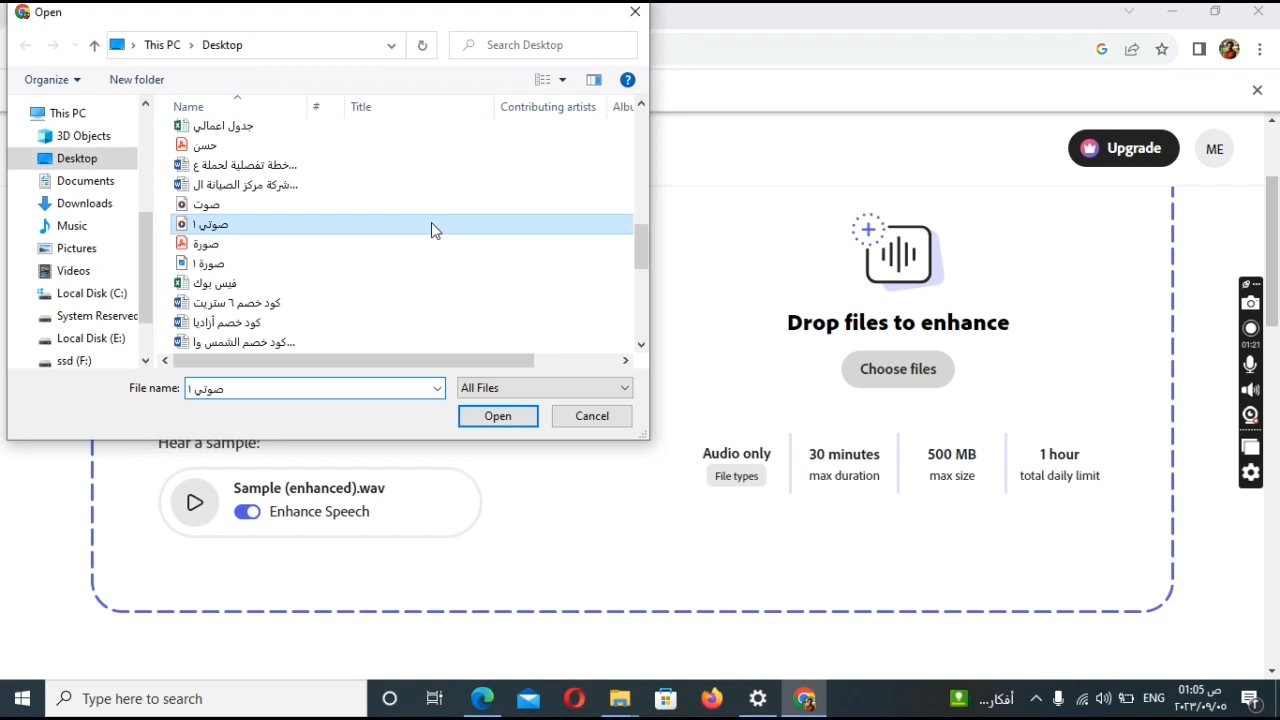 Open
This PC > Desktop
Search Desktop
Organize
New folder
This PC
3D Objects
Desktop
Documents
Downloads
Music
Pictures
Videos
Local Disk (C:)
System Reserved
Local Disk (E:)
ssd (F:)
Name
#
Title
Contributing artists
Albu
جدول اعمالي
حسن
خطة تفصلية لحملة ع...
شركة مركز الصيانة ال...
صوت
صوتي ١
صورة
صورة ١
فيس بوك
كود خصم ٦ ستريت
كود خصم أزاديا
كود خصم الشمس وا...
File name:
صوتي ١
All Files
Open
Cancel
Upgrade
ME
Drop files to enhance
Choose files
Hear a sample:
Sample (enhanced).wav
Enhance Speech
Audio only
File types
30 minutes
max duration
500 MB
max size
1 hour
total daily limit
01:21
Type here to search
أفكار...
ENG
01:05 ص
٢٠٢٣/٠٩/٠٥